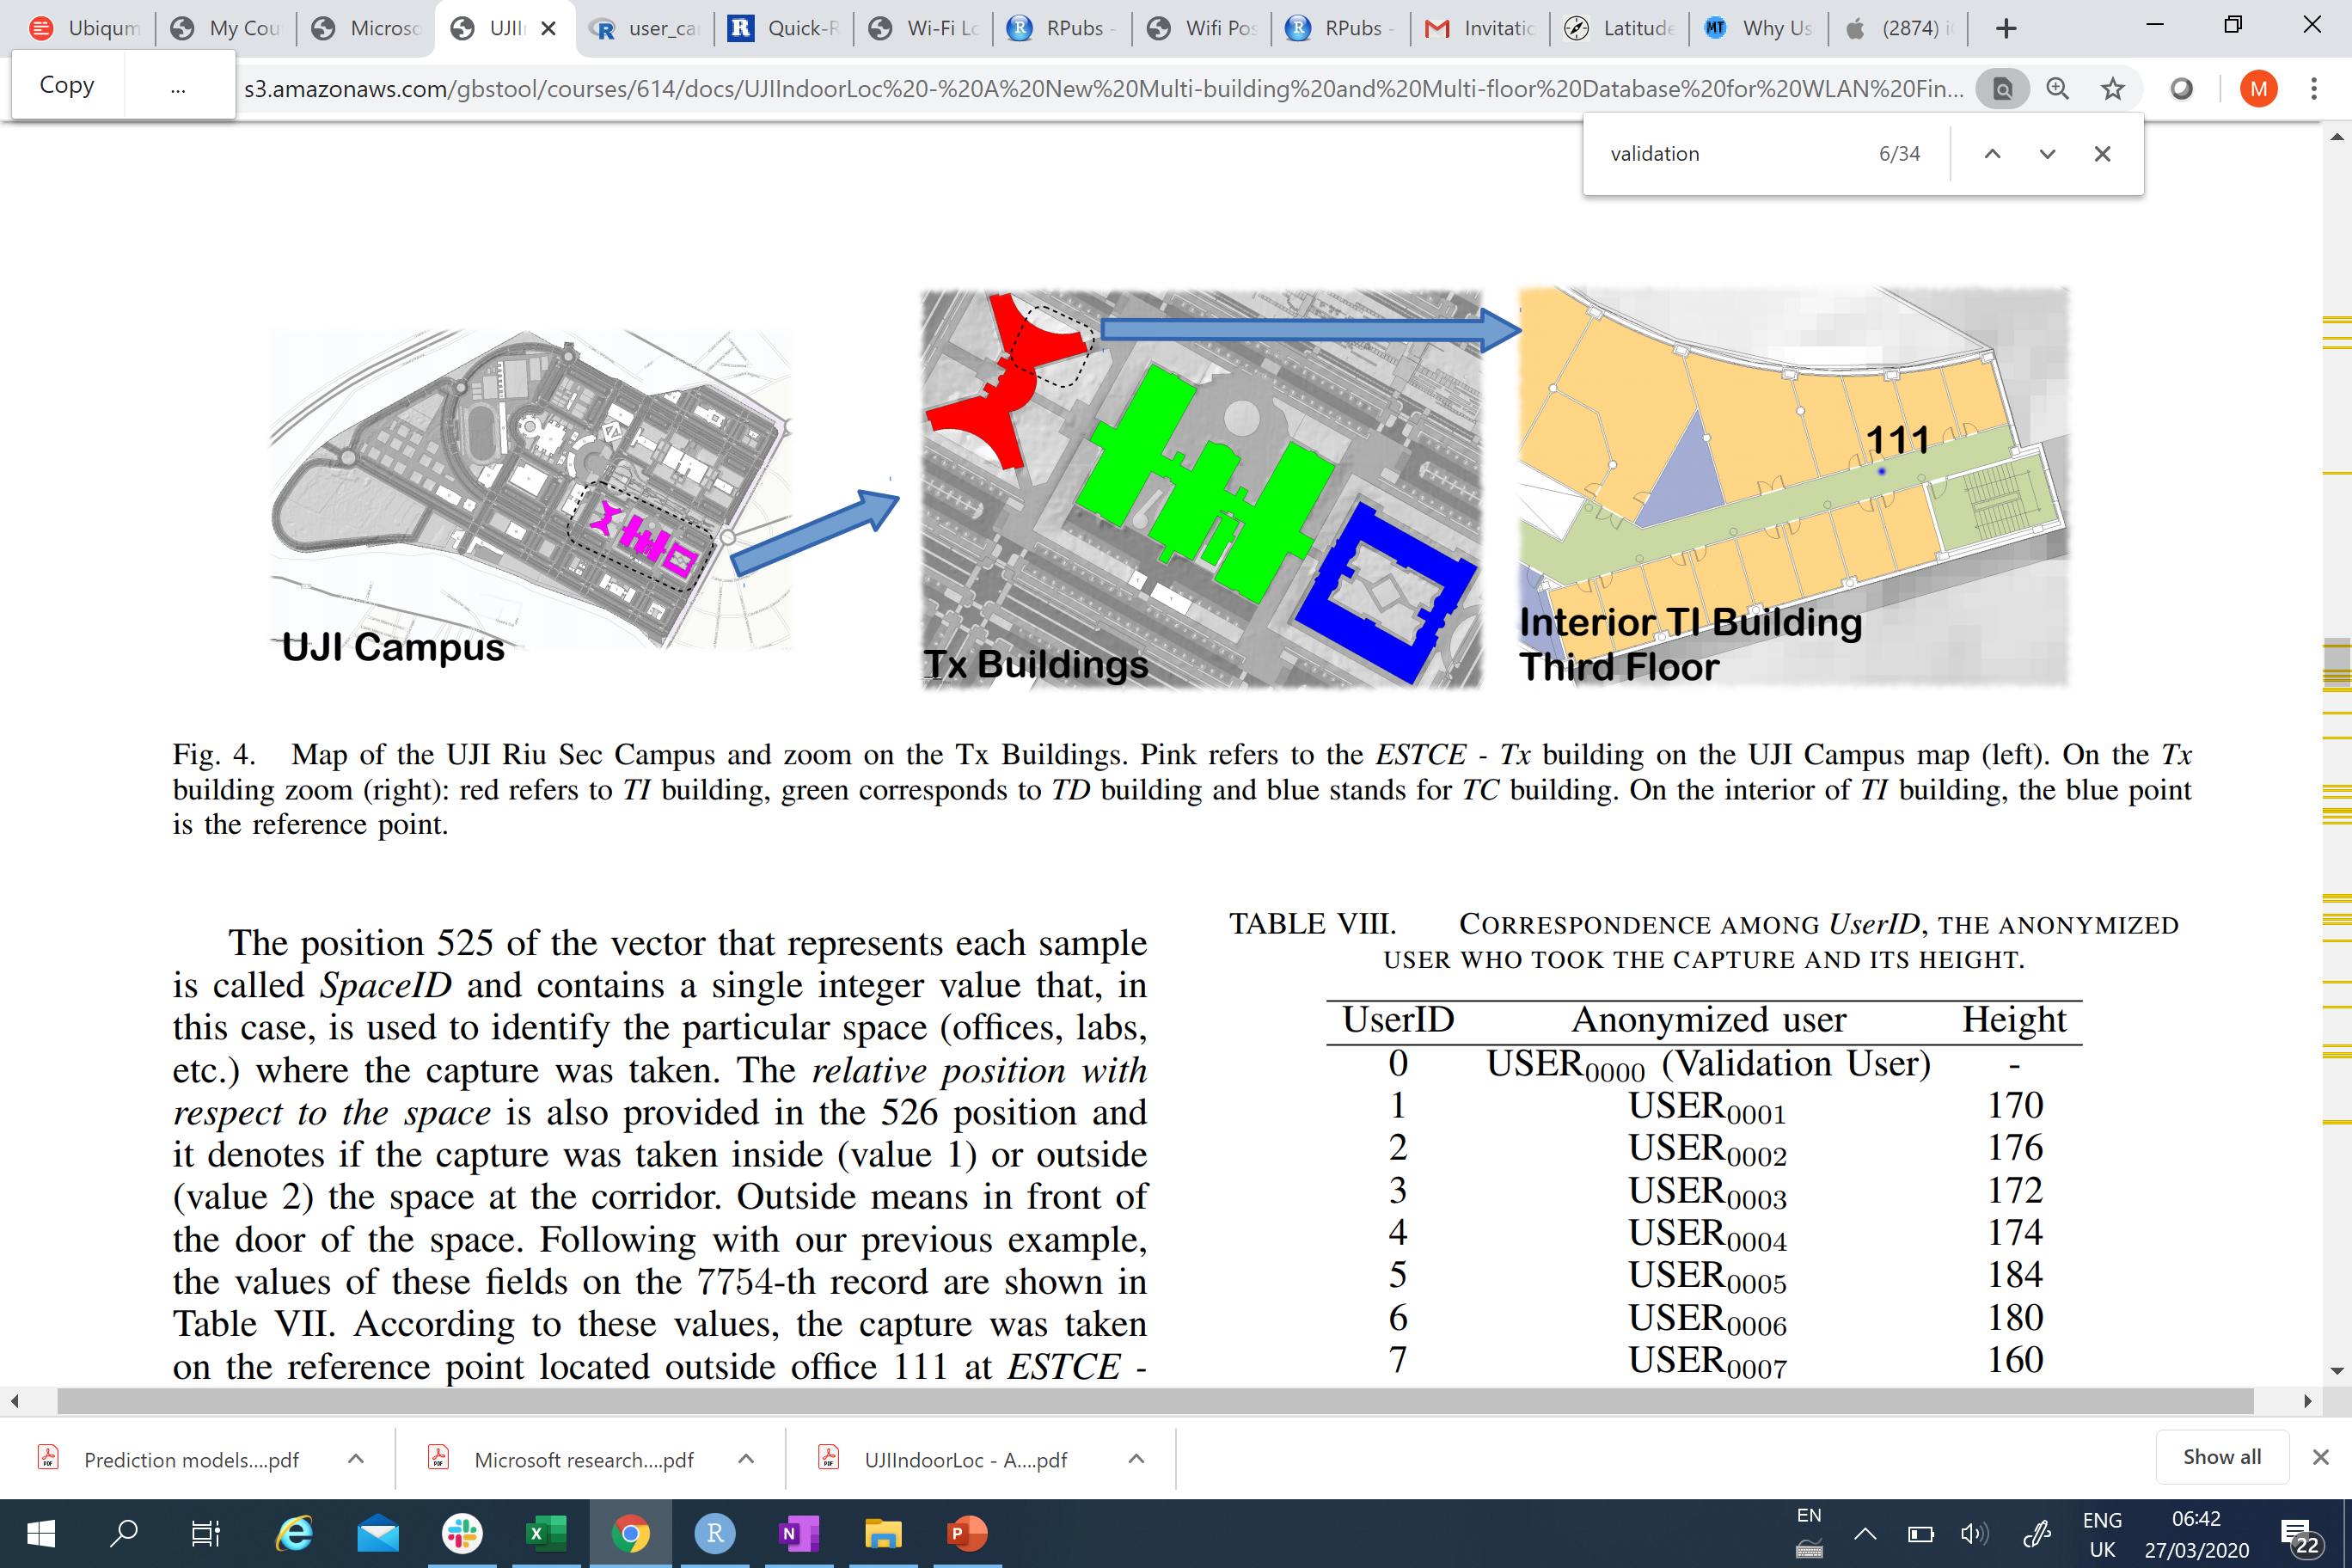 Ubiqum
My Cou
Microso
UJII
user_ca
Quick-R
Wi-Fi Lo
RPubs -
Wifi Pos
RPubs -
Invitatio
Latitude
Why Us
(2874) i
Copy
...
s3.amazonaws.com/gbstool/courses/614/docs/UJIIndoorLoc%20-%20A%20New%20Multi-building%20and%20Multi-floor%20Database%20for%20WLAN%20Fin...
M
validation 6/34
UJI Campus
Tx Buildings
111
Interior TI Building
Third Floor
Fig. 4. Map of the UJI Riu Sec Campus and zoom on the Tx Buildings. Pink refers to the ESTCE - Tx building on the UJI Campus map (left). On the Tx
building zoom (right): red refers to TI building, green corresponds to TD building and blue stands for TC building. On the interior of TI building, the blue point
is the reference point.
The position 525 of the vector that represents each sample
is called SpaceID and contains a single integer value that, in
this case, is used to identify the particular space (offices, labs,
etc.) where the capture was taken. The relative position with
respect to the space is also provided in the 526 position and
it denotes if the capture was taken inside (value 1) or outside
(value 2) the space at the corridor. Outside means in front of
the door of the space. Following with our previous example,
the values of these fields on the 7754-th record are shown in
Table VII. According to these values, the capture was taken
on the reference point located outside office 111 at ESTCE -
TABLE VIII. CORRESPONDENCE AMONG UserID, THE ANONYMIZED
USER WHO TOOK THE CAPTURE AND ITS HEIGHT.
UserID Anonymized user Height
0 USER0000 (Validation User) -
1 USER0001 170
2 USER0002 176
3 USER0003 172
4 USER0004 174
5 USER0005 184
6 USER0006 180
7 USER0007 160
Prediction models....pdf
Microsoft research....pdf
UJIIndoorLoc - A....pdf
Show all
EN
ENG
UK
06:42
27/03/2020
22